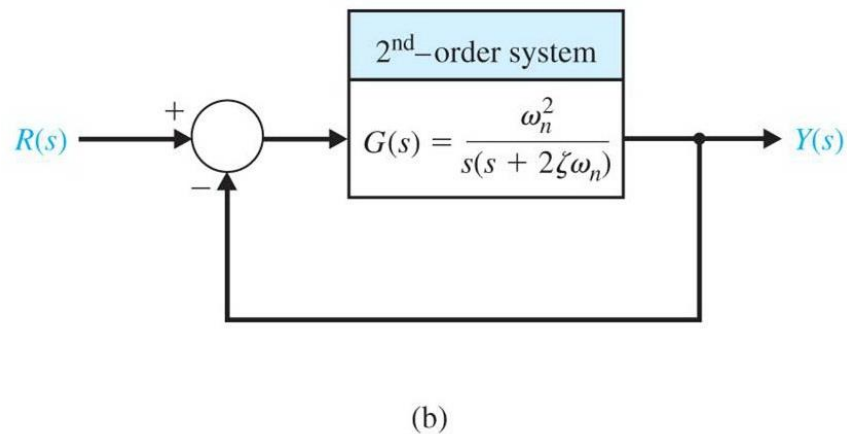 2nd–order system
+
R(s)
G(s) = ωn² / s(s + 2ζωn)
Y(s)
−
(b)